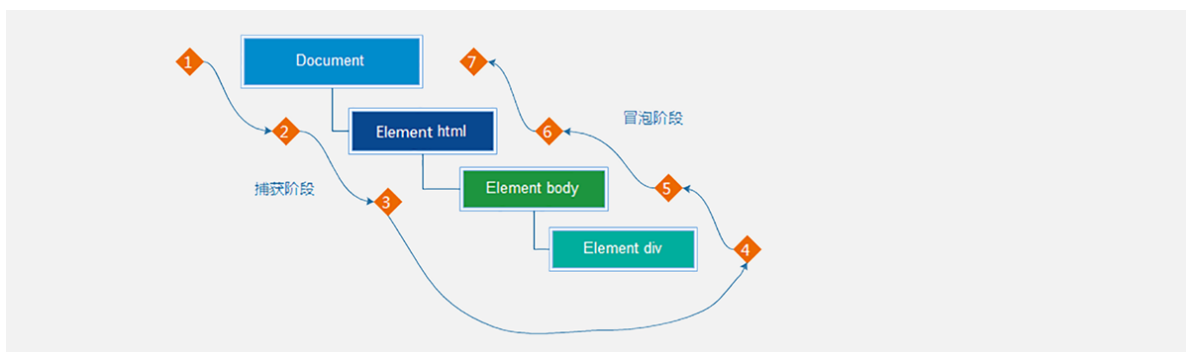 1
Document
7
2
Element html
6
冒泡阶段
捕获阶段
3
Element body
5
Element div
4